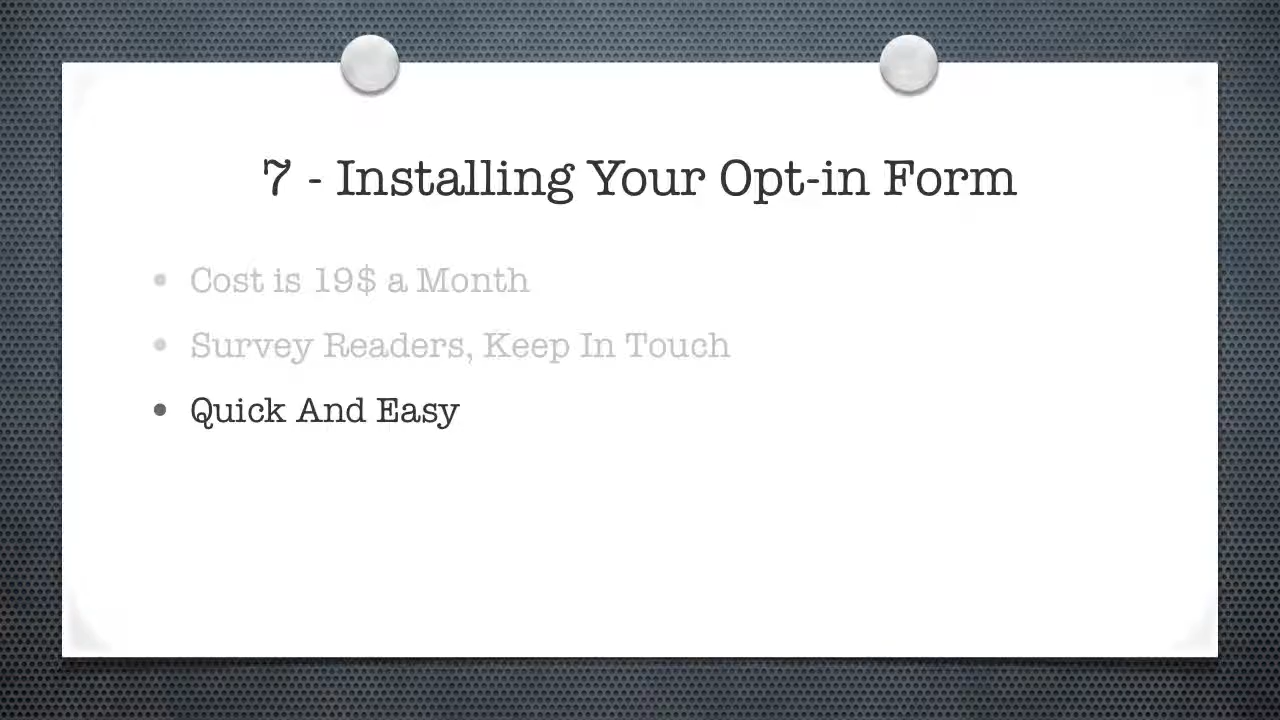 7 - Installing Your Opt-in Form
• Cost is 19$ a Month
• Survey Readers, Keep In Touch
• Quick And Easy